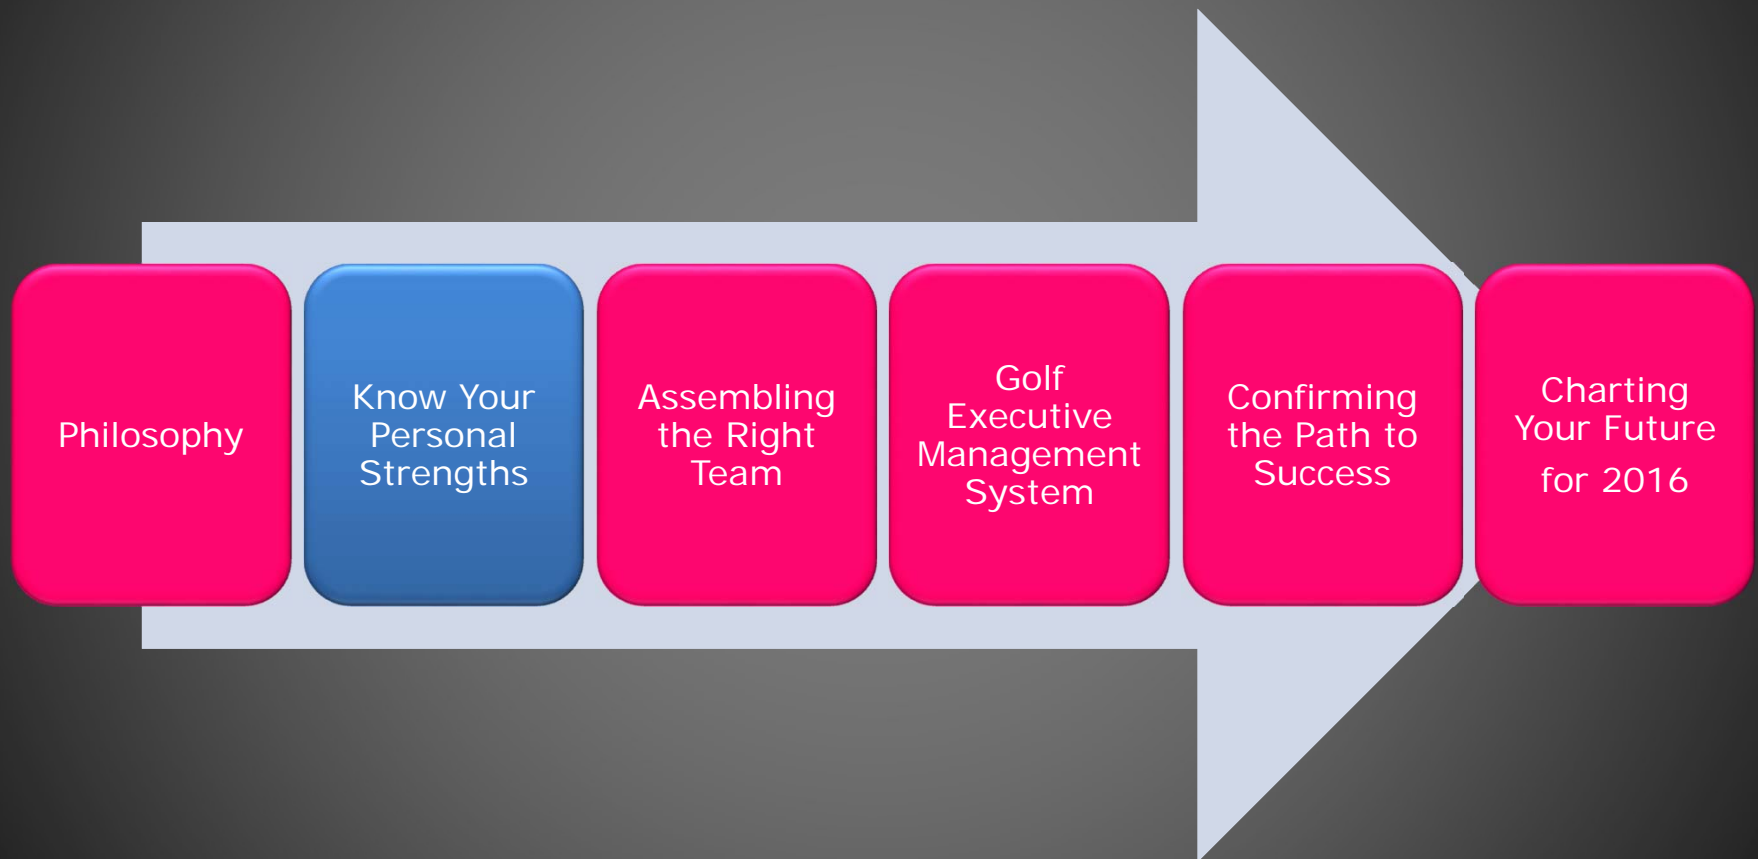 Philosophy
Know Your
Personal
Strengths
Assembling
the Right
Team
Golf
Executive
Management
System
Confirming
the Path to
Success
Charting
Your Future
for 2016